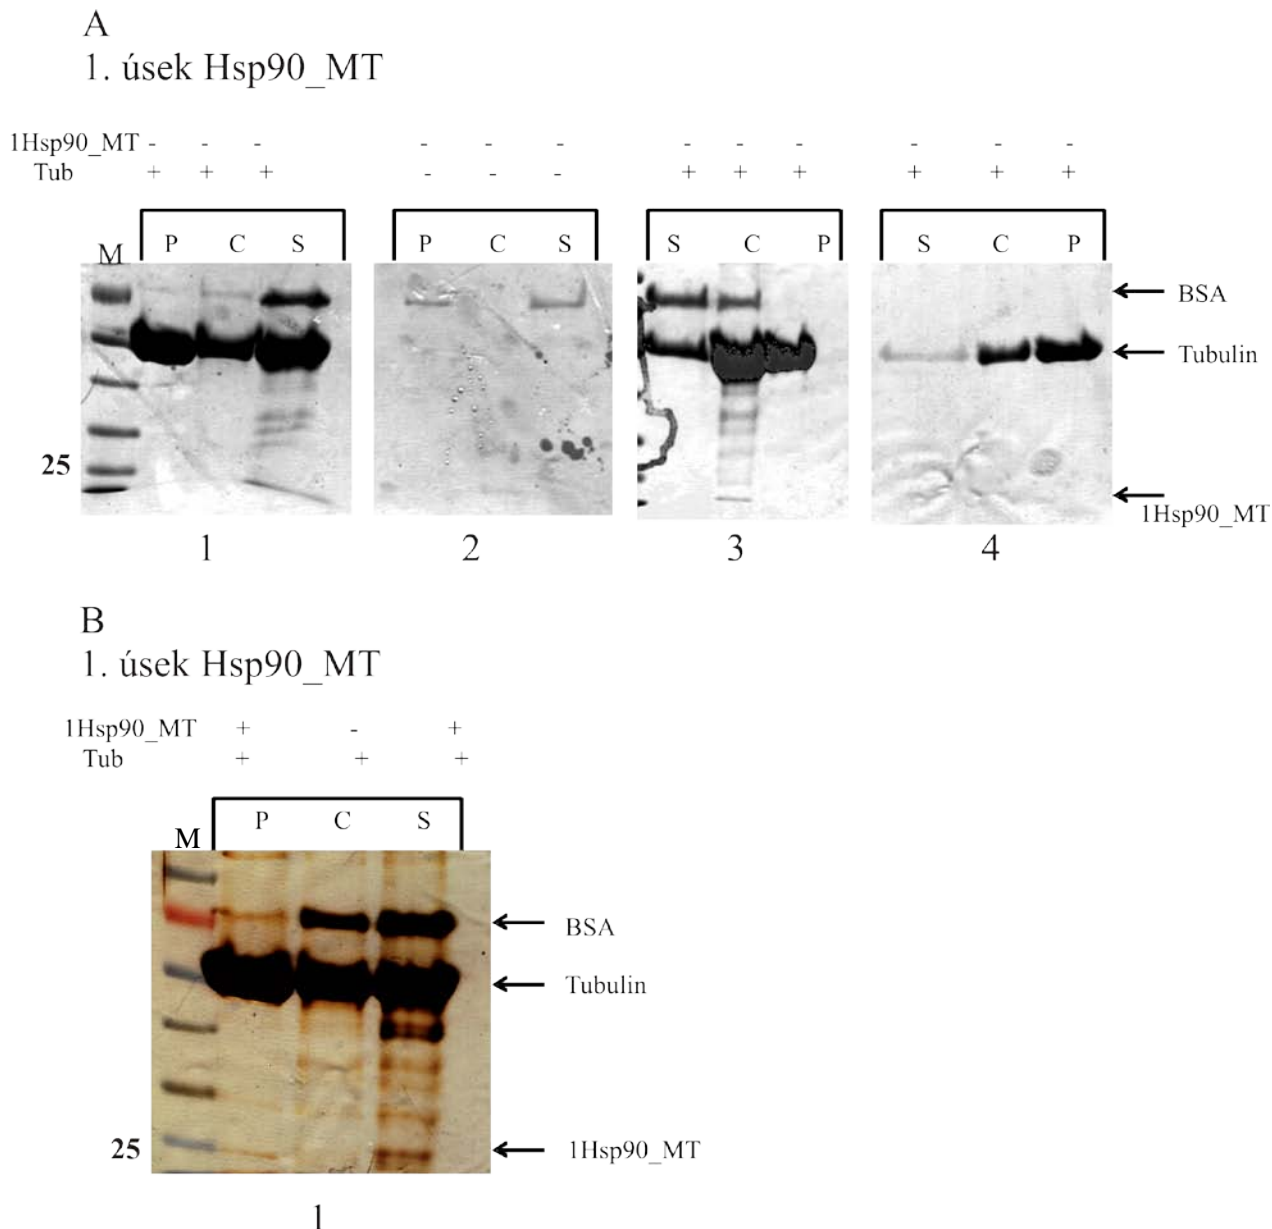 A
1. úsek Hsp90_MT
1Hsp90_MT - - - - - - - - - - - -
Tub + + + - - - + + + + + +
M P C S P C S S C P S C P
BSA
Tubulin
25
1Hsp90_MT
1 2 3 4
B
1. úsek Hsp90_MT
1Hsp90_MT + - +
Tub + + +
M P C S
BSA
Tubulin
25 1Hsp90_MT
1